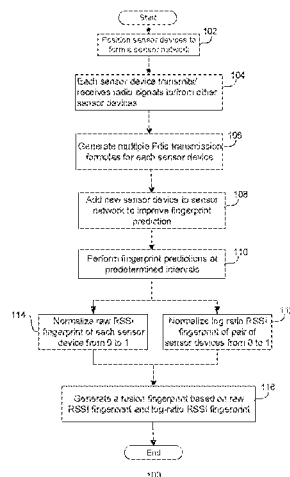 Start
102
Position sensor devices to
form a sensor network
104
Each sensor device transmits/
receives radio signals to/from other
sensor devices
106
Generate multiple Friis transmission
formulas for each sensor device
108
Add new sensor device to sensor
network to improve fingerprint
prediction
110
Perform fingerprint predictions at
predetermined intervals
114
Normalize raw RSSI
fingerprint of each sensor
device from 0 to 1
Normalize log ratio RSSI
fingerprint of pair of
sensor devices from 0 to 1
116
Generate a fusion fingerprint based on raw
RSSI fingerprint and log-ratio RSSI fingerprint
End
100